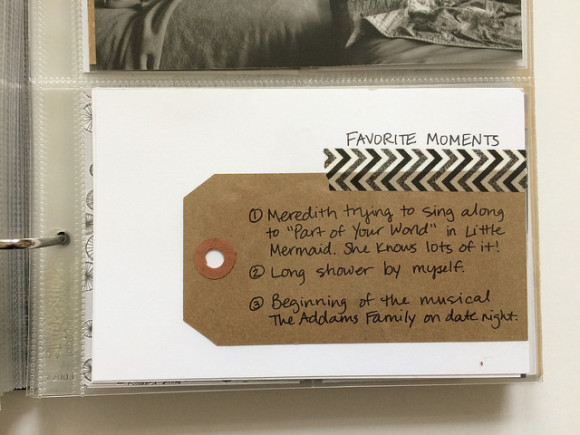 FAVORITE MOMENTS
① Meredith trying to sing along
to "Part of Your World" in Little
Mermaid. She knows lots of it!
② Long shower by myself.
③ Beginning of the musical
The Addams Family on date night.